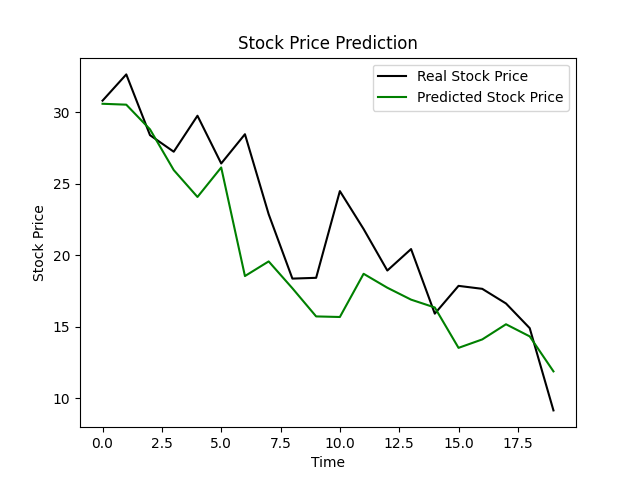 Stock Price Prediction
Real Stock Price
Predicted Stock Price
30
25
20
15
10
Stock Price
0.0 2.5 5.0 7.5 10.0 12.5 15.0 17.5
Time